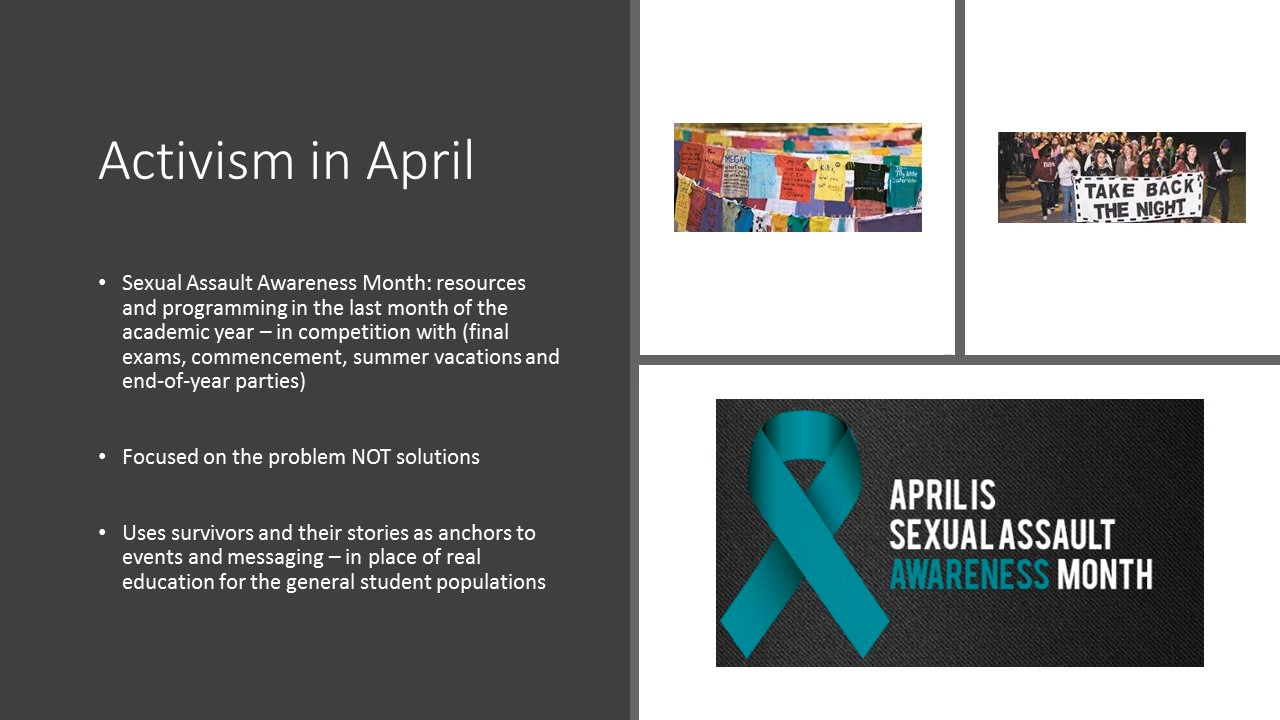 Activism in April
• Sexual Assault Awareness Month: resources
and programming in the last month of the
academic year – in competition with (final
exams, commencement, summer vacations and
end-of-year parties)
• Focused on the problem NOT solutions
• Uses survivors and their stories as anchors to
events and messaging – in place of real
education for the general student populations
MEGAN
TAKE BACK
THE NIGHT
APRIL IS
SEXUAL ASSAULT
AWARENESS MONTH